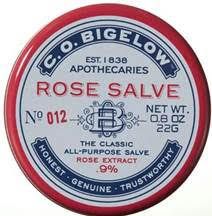 C.O. BIGELOW
EST. 1838
APOTHECARIES
ROSE SALVE
Nº 012
NET WT.
0.8 OZ
22G
THE CLASSIC
ALL-PURPOSE SALVE
ROSE EXTRACT
.9%
HONEST · GENUINE · TRUSTWORTHY